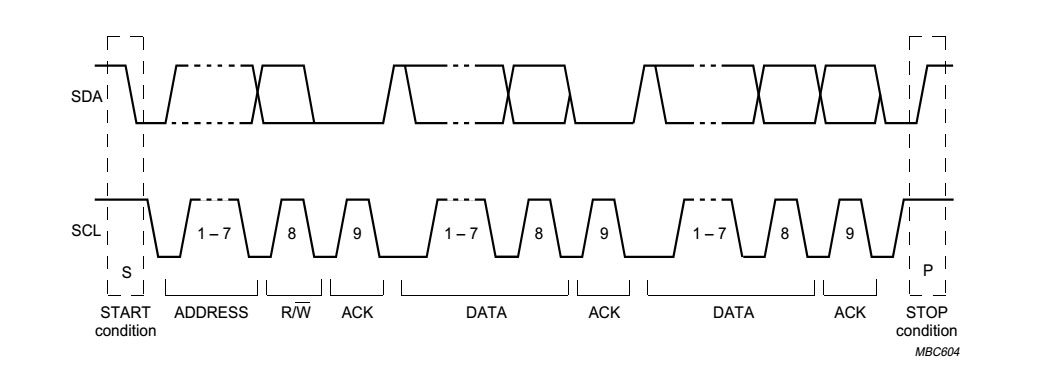 SDA
SCL
1 – 7
8
9
1 – 7
8
9
1 – 7
8
9
S
P
START
condition
ADDRESS
R/W̅
ACK
DATA
ACK
DATA
ACK
STOP
condition
MBC604